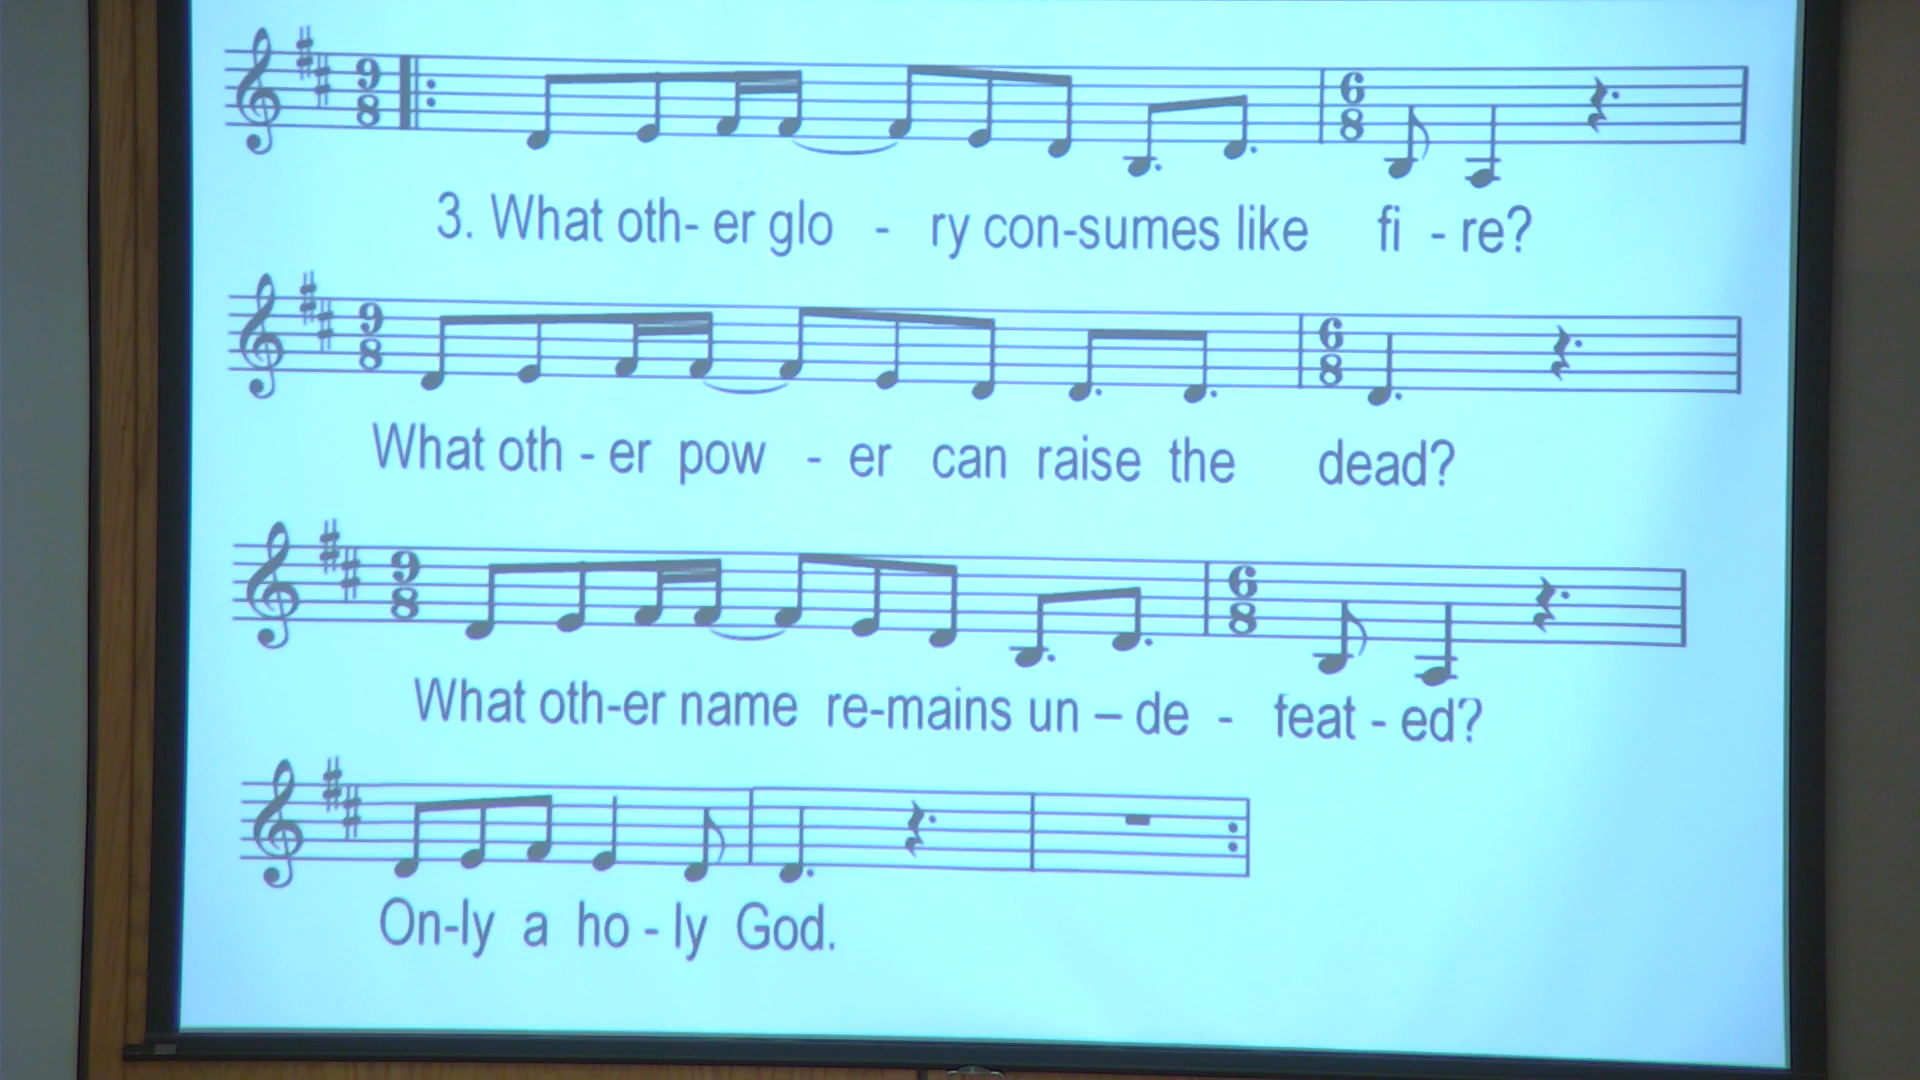 9 8 6 8
3. What oth- er glo - ry con-sumes like fi - re?
9 8 6 8
What oth - er pow - er can raise the dead?
9 8 6 8
What oth-er name re-mains un – de - feat - ed?
On-ly a ho - ly God.